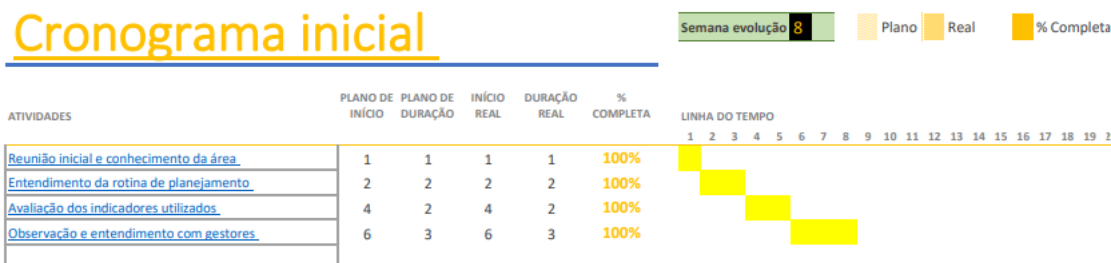 Cronograma inicial
Semana evolução 8 Plano Real % Completa
PLANO DE INÍCIO PLANO DE DURAÇÃO INÍCIO REAL DURAÇÃO REAL % COMPLETA
ATIVIDADES LINHA DO TEMPO
1 2 3 4 5 6 7 8 9 10 11 12 13 14 15 16 17 18 19 2
Reunião inicial e conhecimento da área 1 1 1 1 100%
Entendimento da rotina de planejamento 2 2 2 2 100%
Avaliação dos indicadores utilizados 4 2 4 2 100%
Observação e entendimento com gestores 6 3 6 3 100%